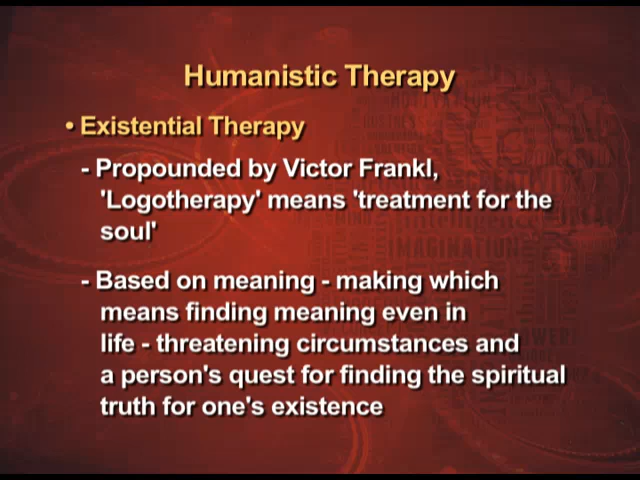 Humanistic Therapy
• Existential Therapy
- Propounded by Victor Frankl,
'Logotherapy' means 'treatment for the
soul'
- Based on meaning - making which
means finding meaning even in
life - threatening circumstances and
a person's quest for finding the spiritual
truth for one's existence
IMAGINATION